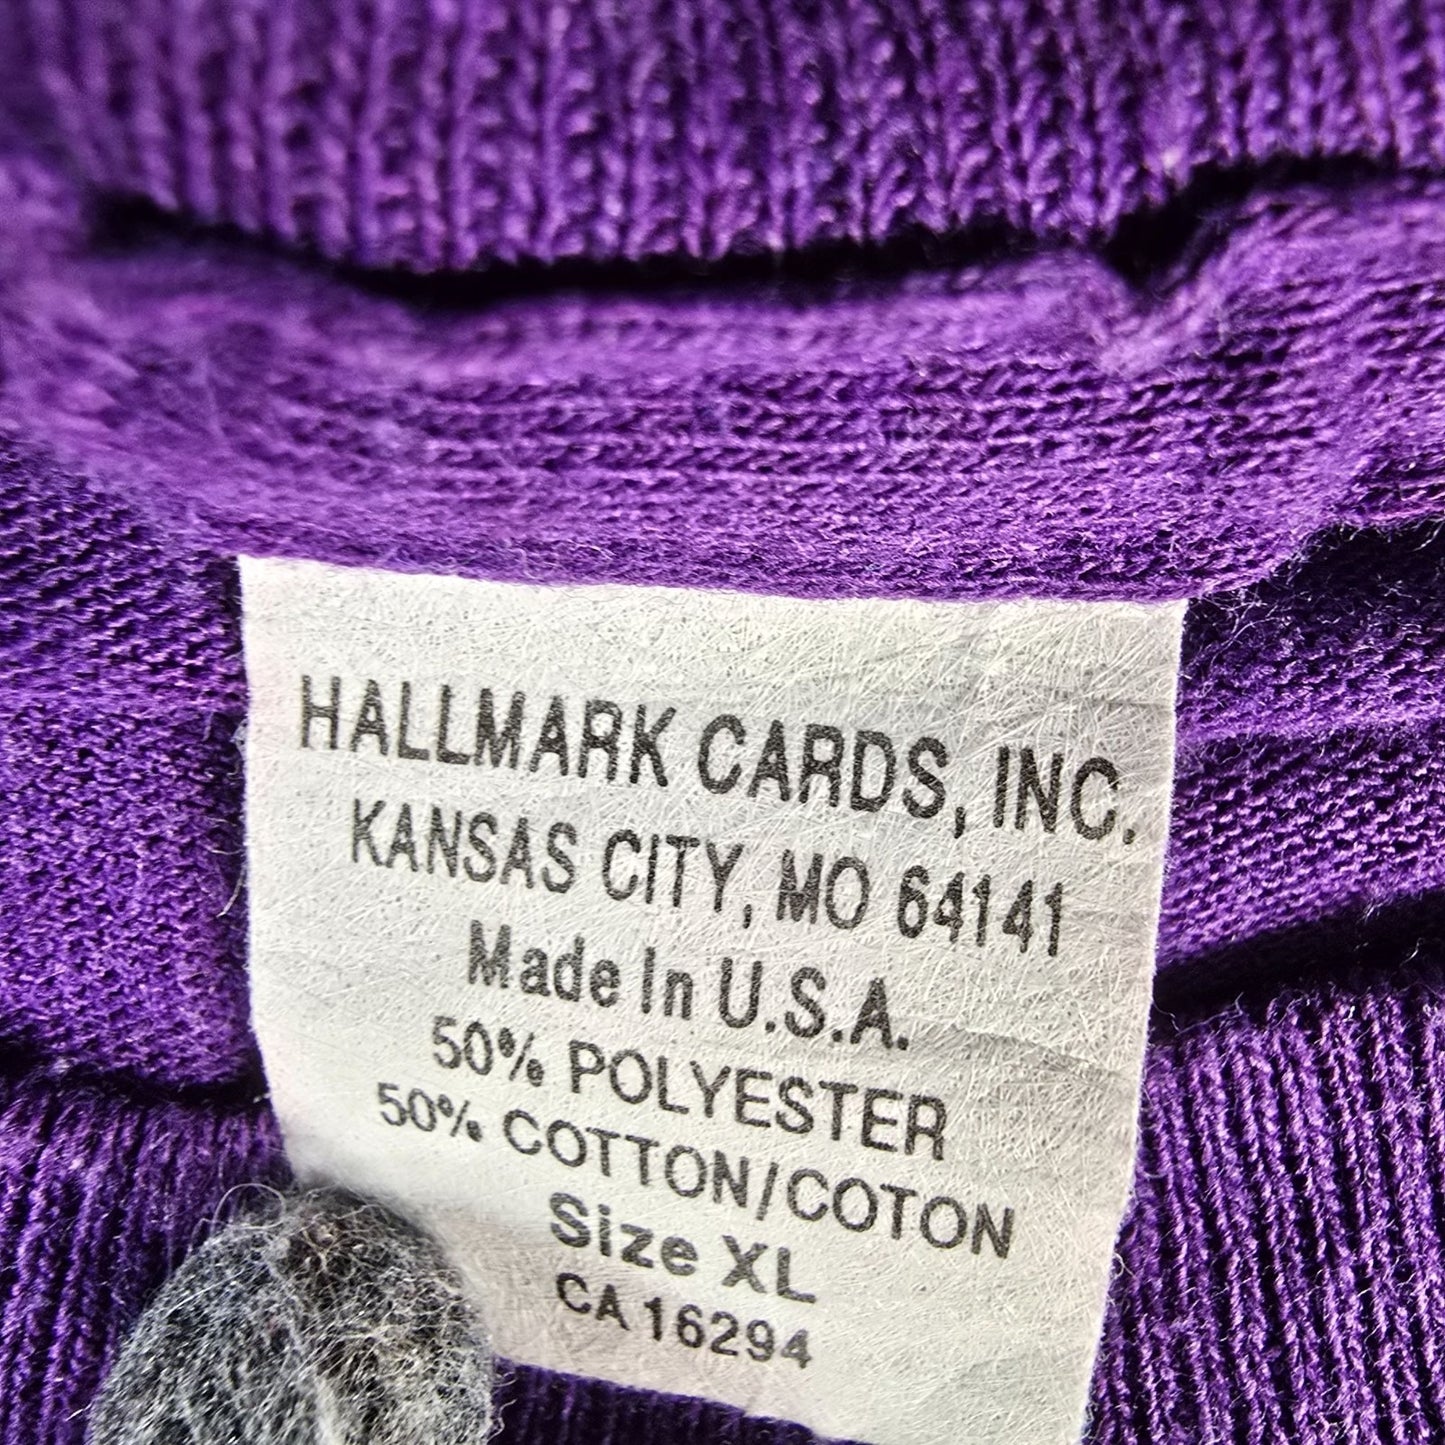 HALLMARK CARDS, INC.
KANSAS CITY, MO 64141
Made In U.S.A.
50% POLYESTER
50% COTTON/COTON
Size XL
CA 16294